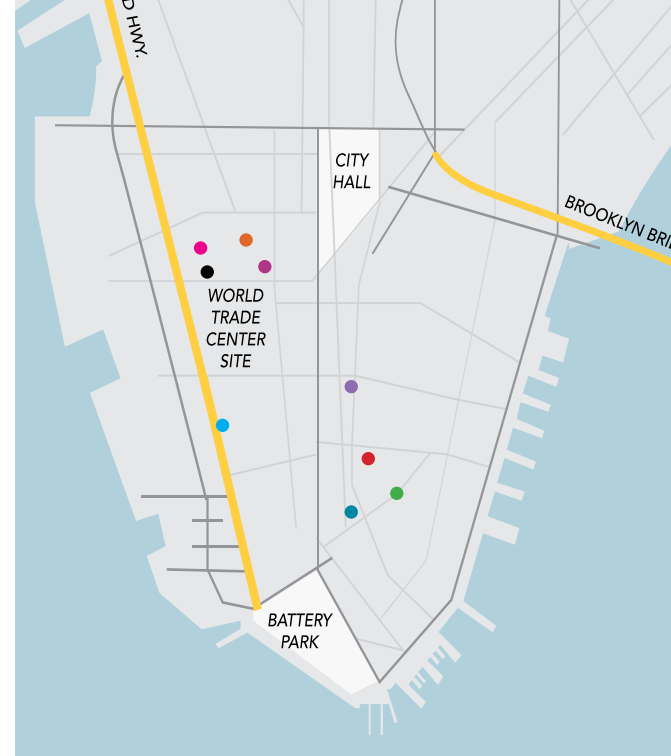 D HWY.
CITY
HALL
BROOKLYN BRI
WORLD
TRADE
CENTER
SITE
BATTERY
PARK